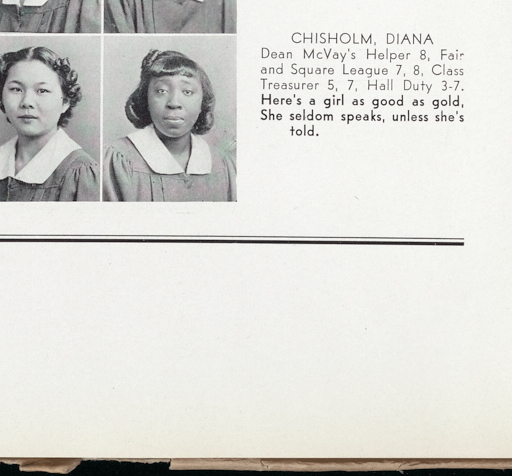 CHISHOLM, DIANA
Dean McVay's Helper 8, Fair
and Square League 7, 8, Class
Treasurer 5, 7, Hall Duty 3-7.
Here's a girl as good as gold,
She seldom speaks, unless she's
told.